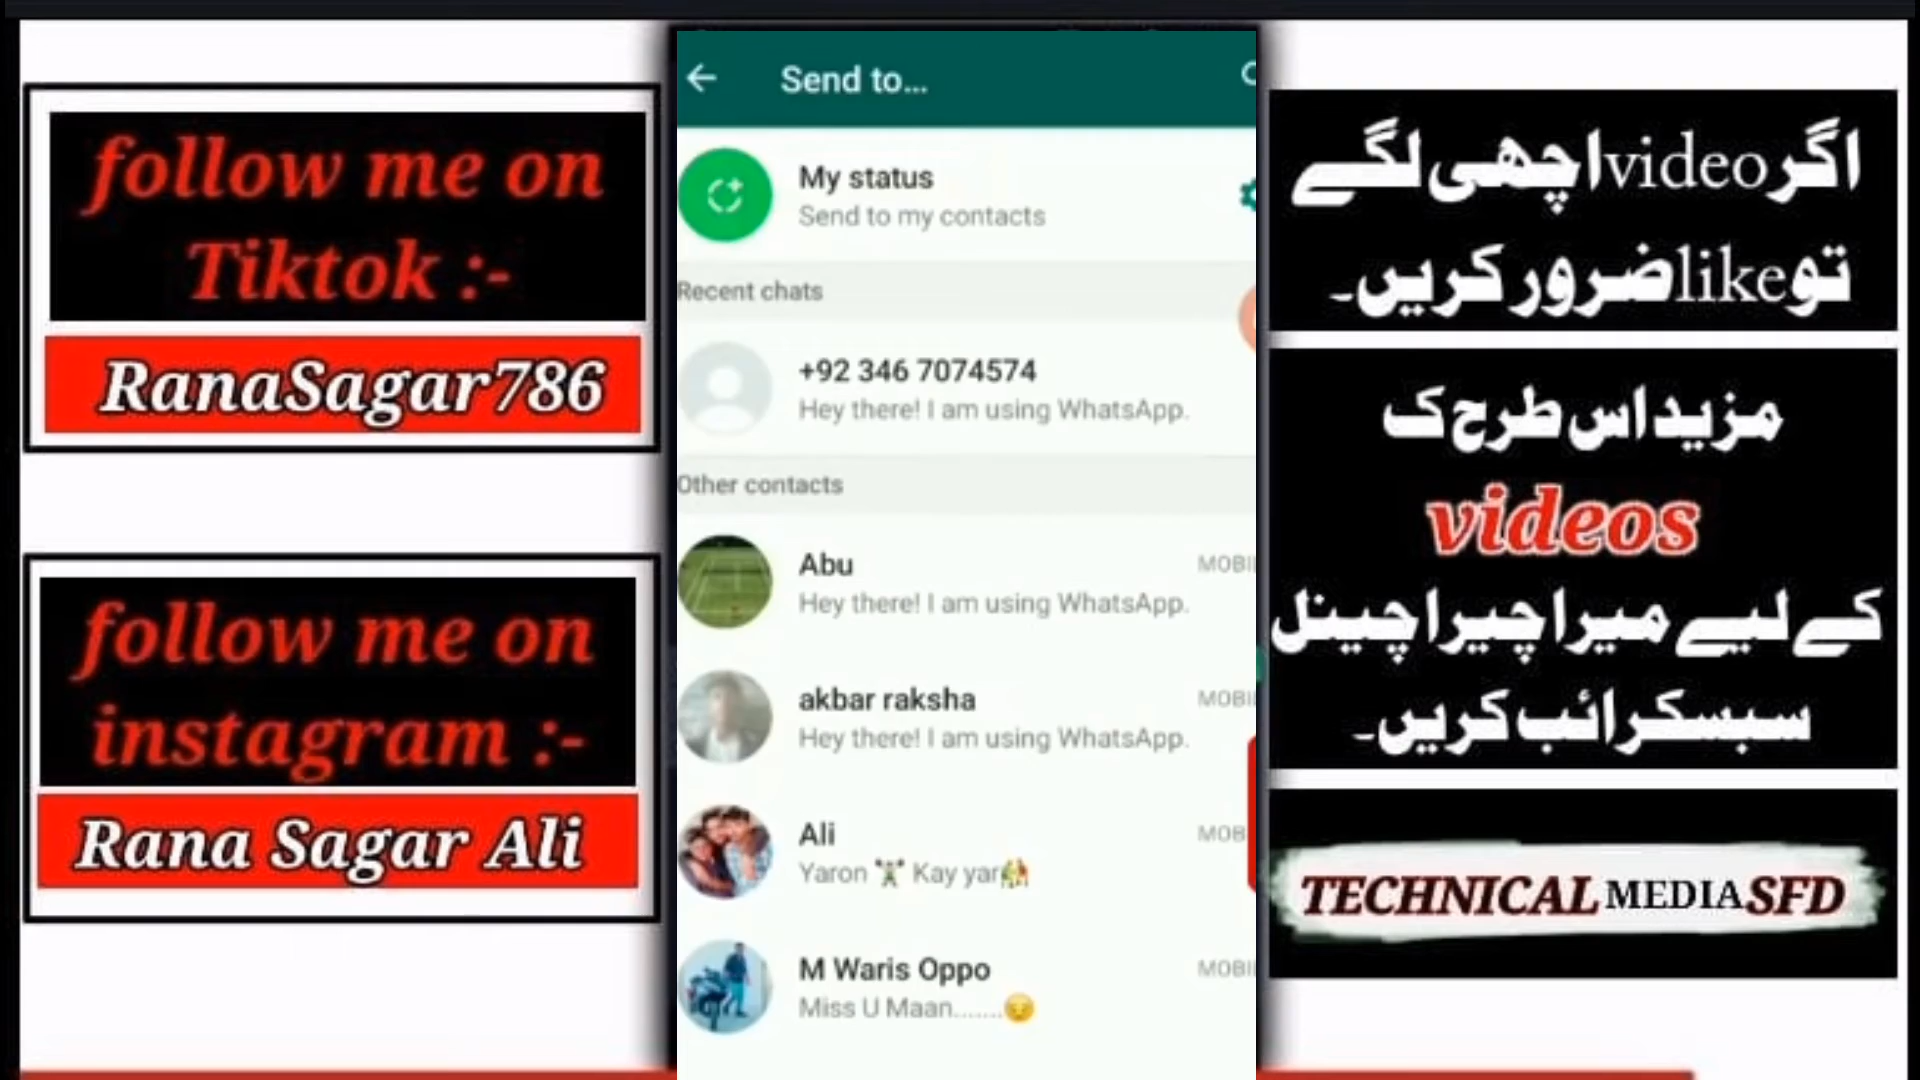 follow me on
Tiktok :-
RanaSagar786
follow me on
instagram :-
Rana Sagar Ali
Send to...
My status
Send to my contacts
Recent chats
+92 346 7074574
Hey there! I am using WhatsApp.
Other contacts
Abu
Hey there! I am using WhatsApp.
akbar raksha
Hey there! I am using WhatsApp.
Ali
Yaron 🏋 Kay yar
M Waris Oppo
Miss U Maan.......😔
اگر video اچھی لگے
تو like ضرور کریں۔
مزید اس طرح ک
videos
کے لیے میرا چیرا چینل
سبسکرائب کریں۔
TECHNICAL MEDIA SFD